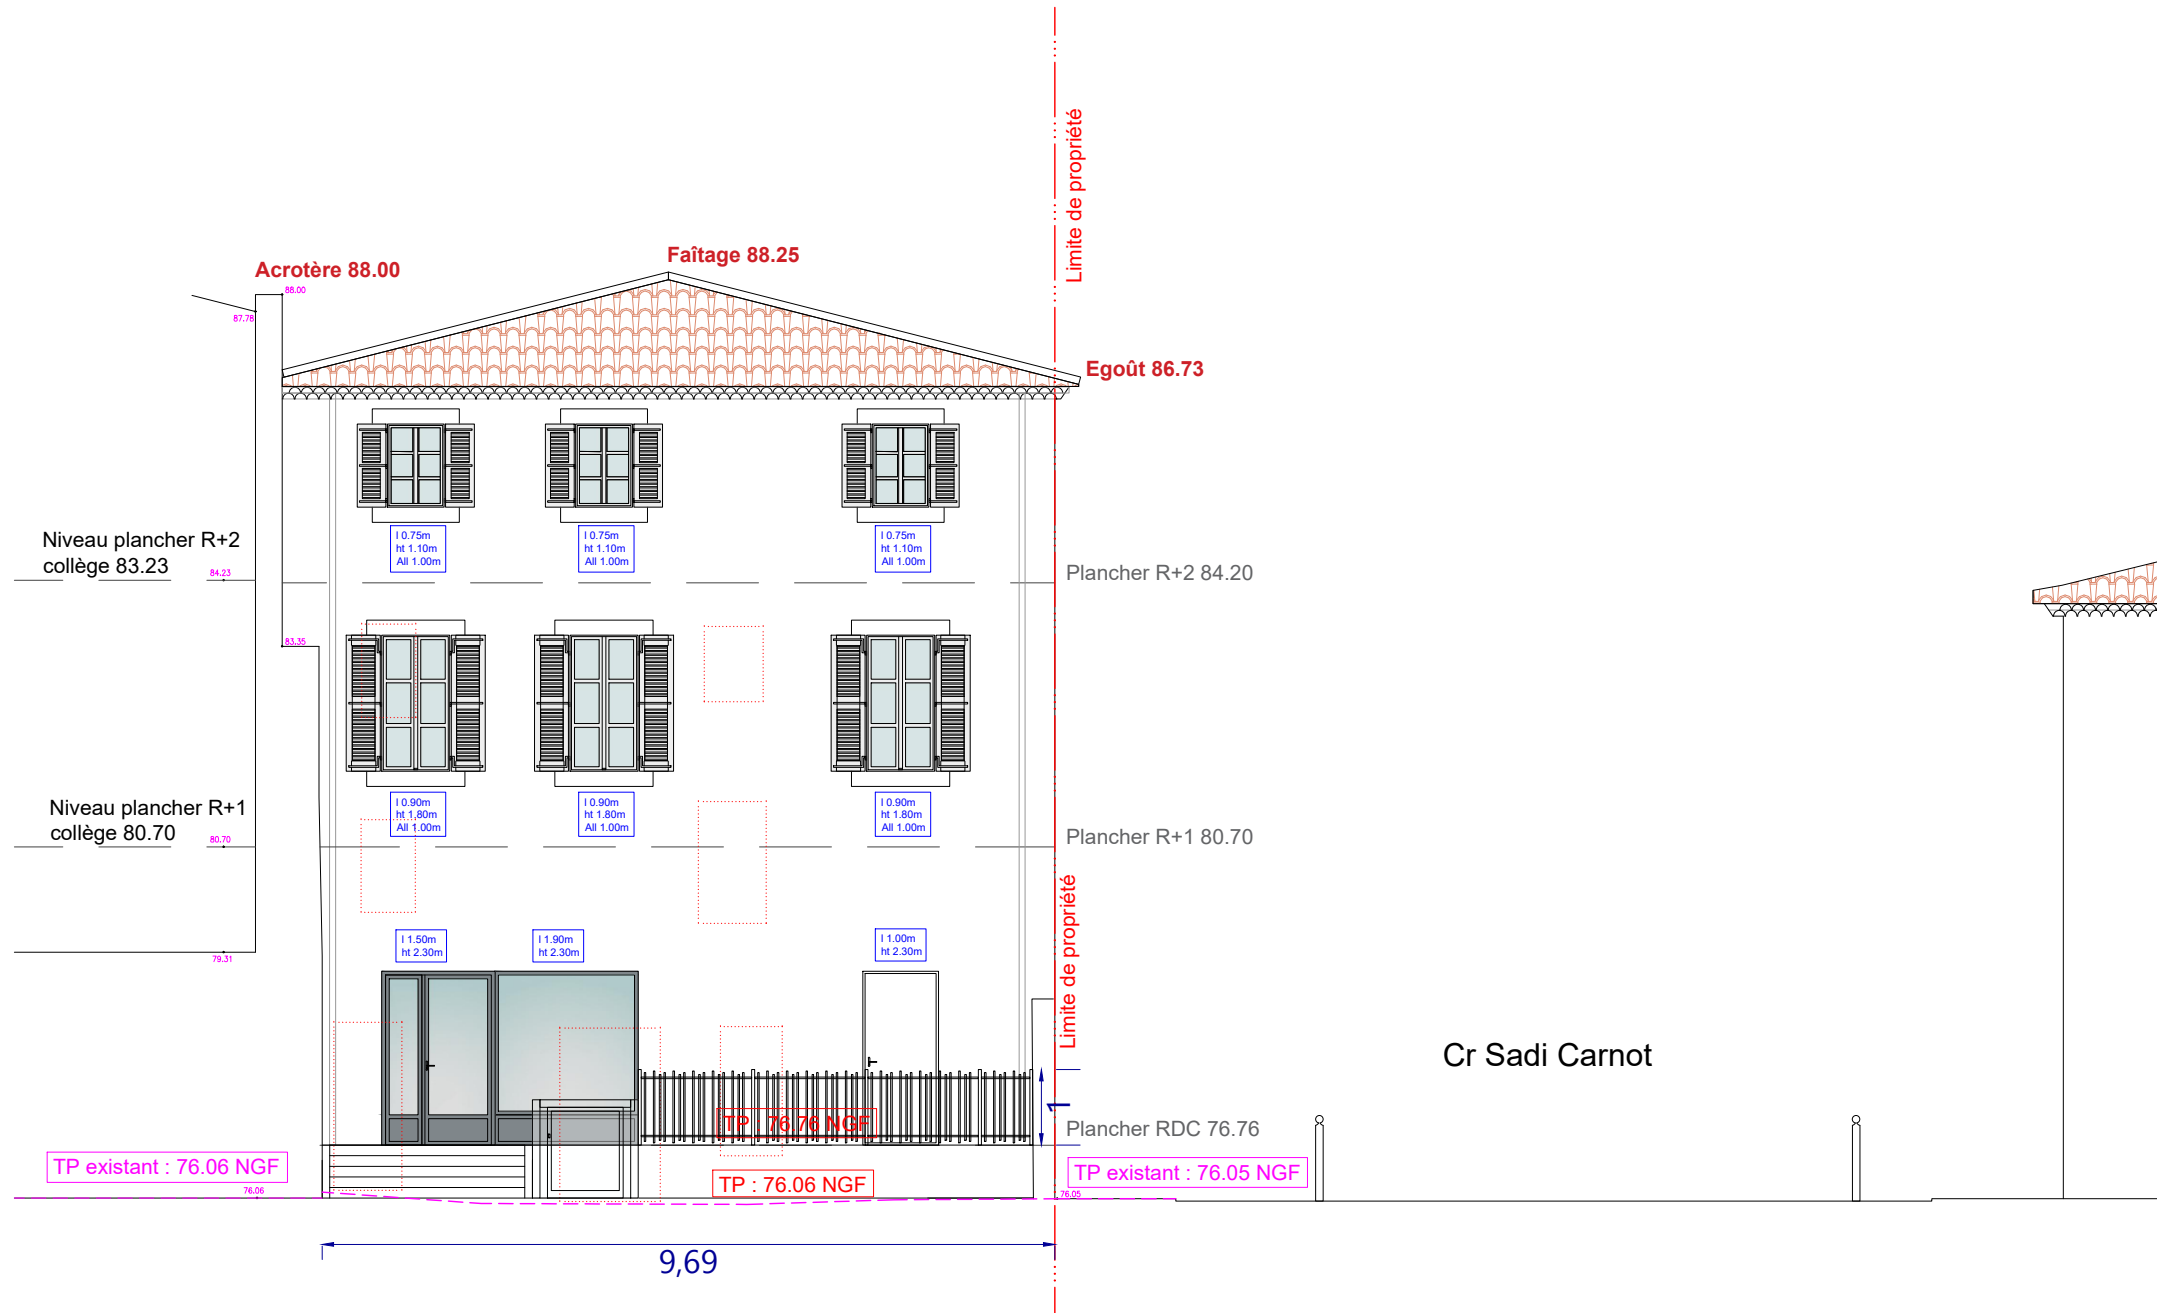 Limite de propriété
Faîtage 88.25
Acrotère 88.00
88.00
87.78
Egoût 86.73
l 0.75m
ht 1.10m
All 1.00m
l 0.75m
ht 1.10m
All 1.00m
l 0.75m
ht 1.10m
All 1.00m
Niveau plancher R+2
collège 83.23
84.23
Plancher R+2 84.20
83.35
l 0.90m
ht 1.80m
All 1.00m
l 0.90m
ht 1.80m
All 1.00m
l 0.90m
ht 1.80m
All 1.00m
Niveau plancher R+1
collège 80.70
80.70
Plancher R+1 80.70
Limite de propriété
l 1.50m
ht 2.30m
l 1.90m
ht 2.30m
l 1.00m
ht 2.30m
79.31
Cr Sadi Carnot
1
TP : 76.76 NGF
Plancher RDC 76.76
TP existant : 76.06 NGF
76.06
TP : 76.06 NGF
TP existant : 76.05 NGF
76.05
9,69